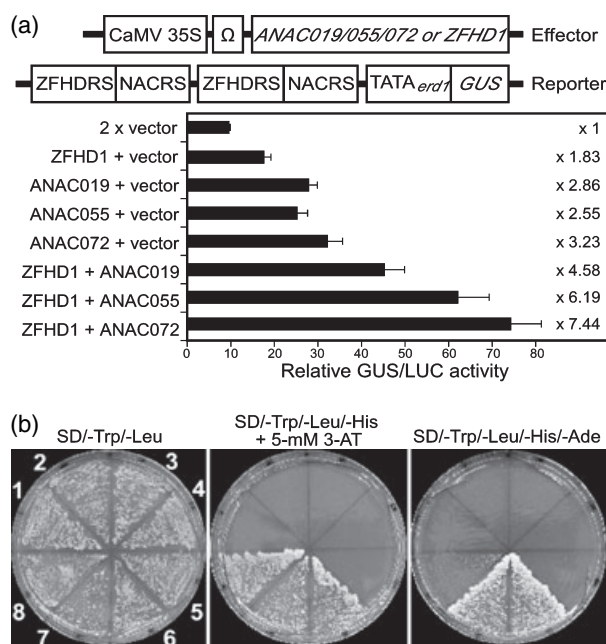 (a)
CaMV 35S Ω ANAC019/055/072 or ZFHD1 Effector
ZFHDRS NACRS ZFHDRS NACRS TATA erd1 GUS Reporter
2 x vector x 1
ZFHD1 + vector x 1.83
ANAC019 + vector x 2.86
ANAC055 + vector x 2.55
ANAC072 + vector x 3.23
ZFHD1 + ANAC019 x 4.58
ZFHD1 + ANAC055 x 6.19
ZFHD1 + ANAC072 x 7.44
0 10 20 30 40 50 60 70 80
Relative GUS/LUC activity
(b)
SD/-Trp/-Leu
SD/-Trp/-Leu/-His
+ 5-mM 3-AT
SD/-Trp/-Leu/-His/-Ade
2 3
1 4
8 5
7 6